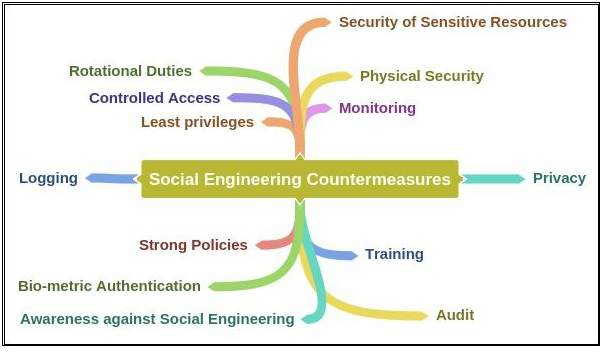 Security of Sensitive Resources
Rotational Duties
Physical Security
Controlled Access
Monitoring
Least privileges
Logging
Social Engineering Countermeasures
Privacy
Strong Policies
Training
Bio-metric Authentication
Awareness against Social Engineering
Audit